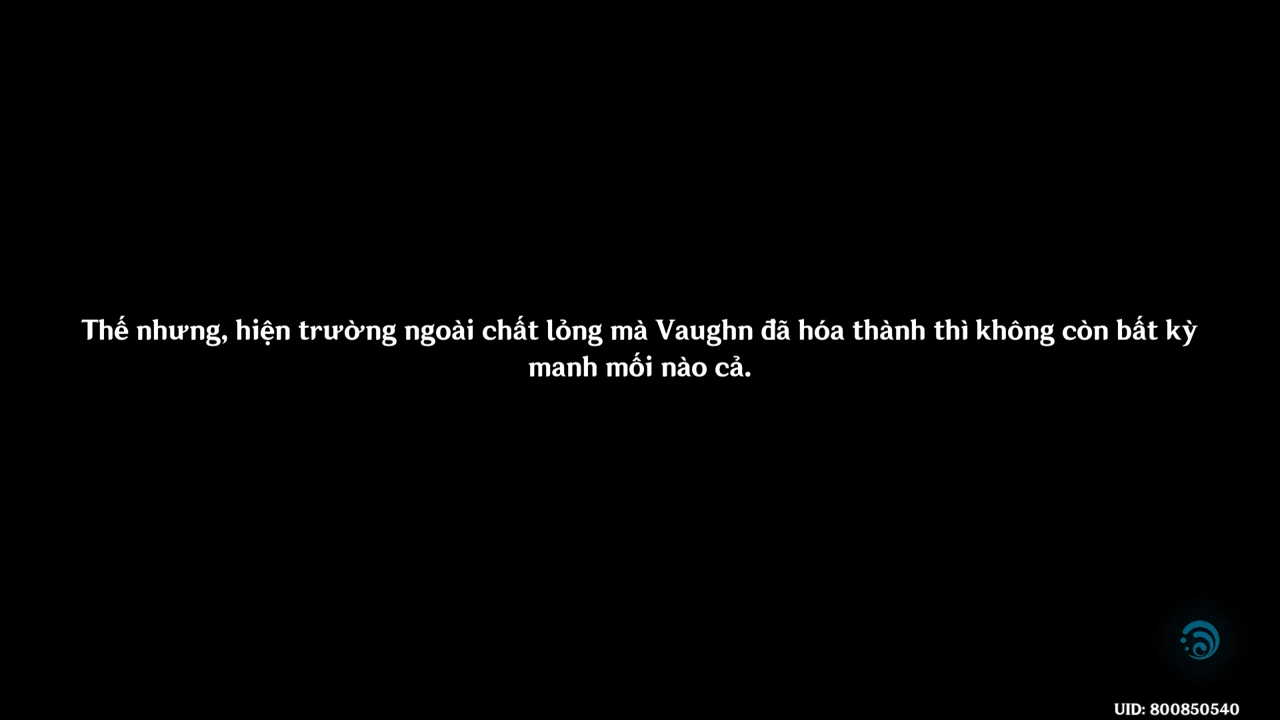 Thế nhưng, hiện trường ngoài chất lỏng mà Vaughn đã hóa thành thì không còn bất kỳ
manh mối nào cả.
UID: 800850540